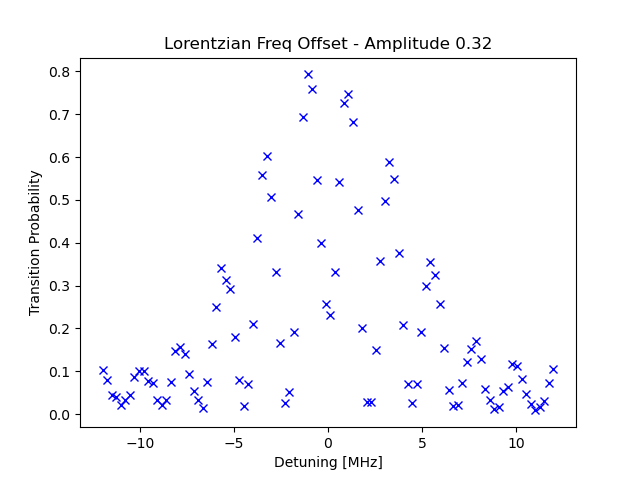 Lorentzian Freq Offset - Amplitude 0.32
0.8
0.7
0.6
0.5
0.4
0.3
0.2
0.1
0.0
Transition Probability
−10 −5 0 5 10
Detuning [MHz]